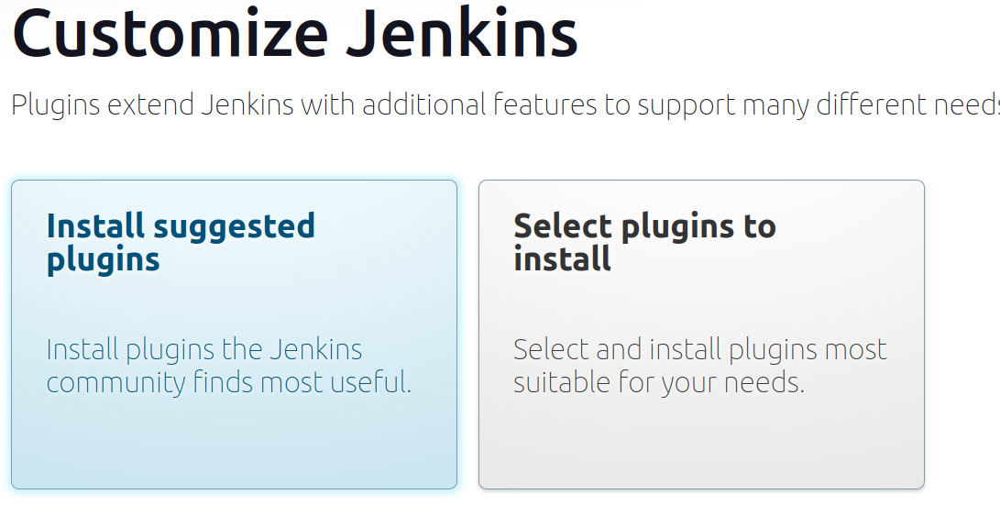 Customize Jenkins
Plugins extend Jenkins with additional features to support many different needs
Install suggested
plugins
Install plugins the Jenkins
community finds most useful.
Select plugins to
install
Select and install plugins most
suitable for your needs.